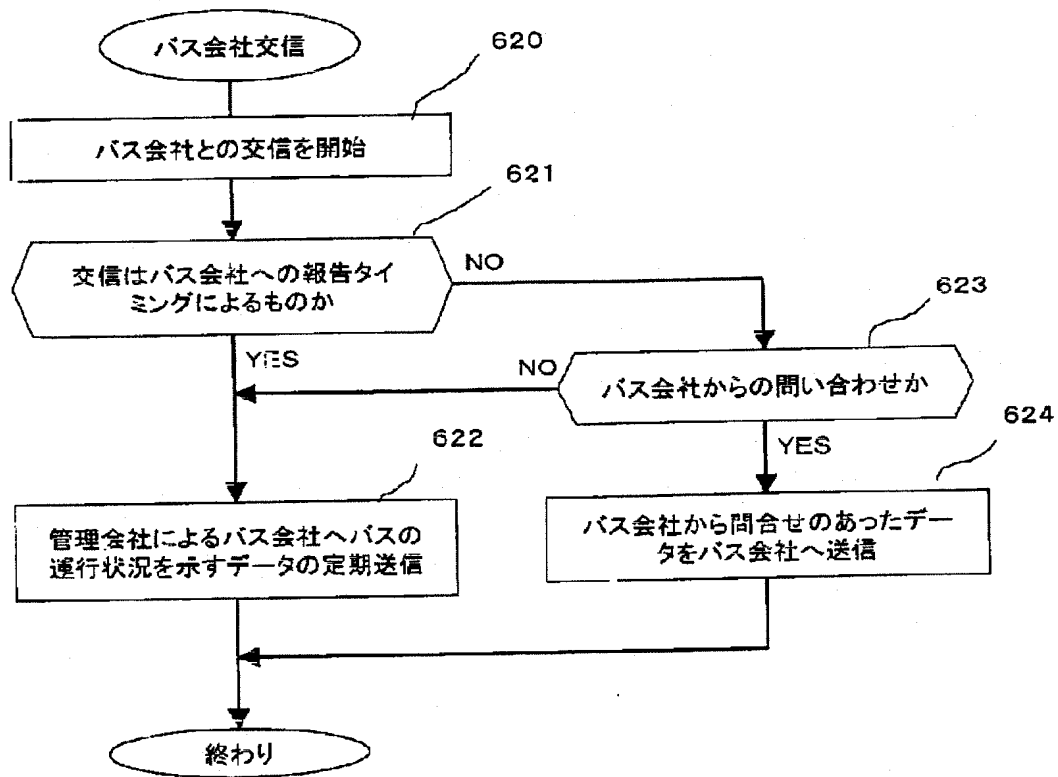 バス会社交信
620
バス会社との交信を開始
621
交信はバス会社への報告タイ
ミングによるものか
NO
YES
623
バス会社からの問い合わせか
NO
YES
622
管理会社によるバス会社へバスの
運行状況を示すデータの定期送信
624
バス会社から問合せのあったデー
タをバス会社へ送信
終わり